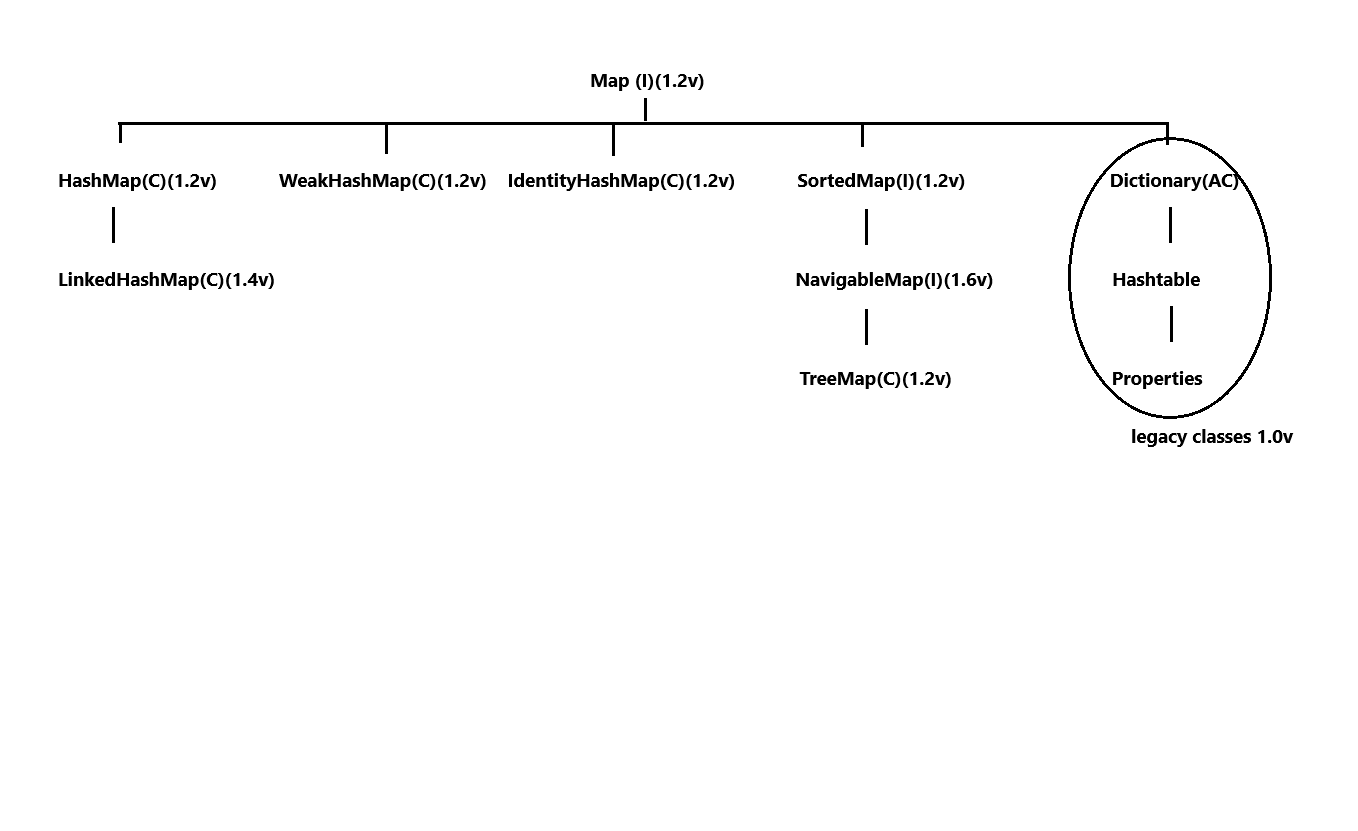 Map (I)(1.2v)
HashMap(C)(1.2v) WeakHashMap(C)(1.2v) IdentityHashMap(C)(1.2v) SortedMap(I)(1.2v) Dictionary(AC)
LinkedHashMap(C)(1.4v) NavigableMap(I)(1.6v) Hashtable
TreeMap(C)(1.2v) Properties
legacy classes 1.0v